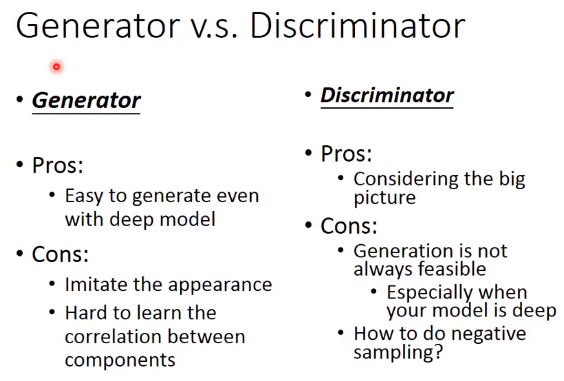 Generator v.s. Discriminator
• Generator
• Pros:
• Easy to generate even
with deep model
• Cons:
• Imitate the appearance
• Hard to learn the
correlation between
components
• Discriminator
• Pros:
• Considering the big
picture
• Cons:
• Generation is not
always feasible
• Especially when
your model is deep
• How to do negative
sampling?